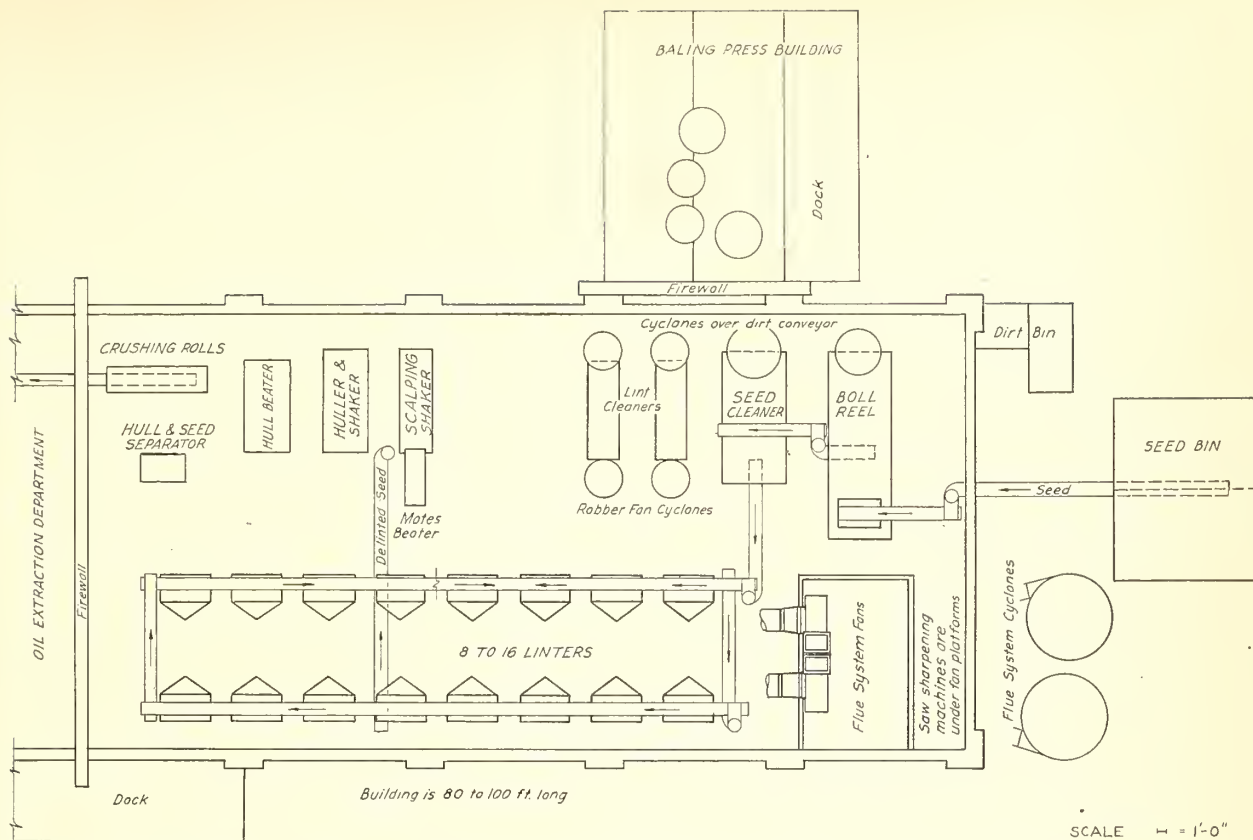 BALING PRESS BUILDING
Dock
Firewall
Cyclones over dirt conveyor
Dirt Bin
CRUSHING ROLLS
HULL BEATER
HULLER &
SHAKER
SCALPING
SHAKER
Lint
Cleaners
SEED
CLEANER
BOLL
REEL
SEED BIN
HULL & SEED
SEPARATOR
Seed
Delinted Seed
Motes
Beater
Robber Fan Cyclones
OIL EXTRACTION DEPARTMENT
Firewall
8 TO 16 LINTERS
Flue System Fans
Saw sharpening
machines are
under fan platforms
Flue System Cyclones
Dock
Building is 80 to 100 ft. long
SCALE = 1'-0"